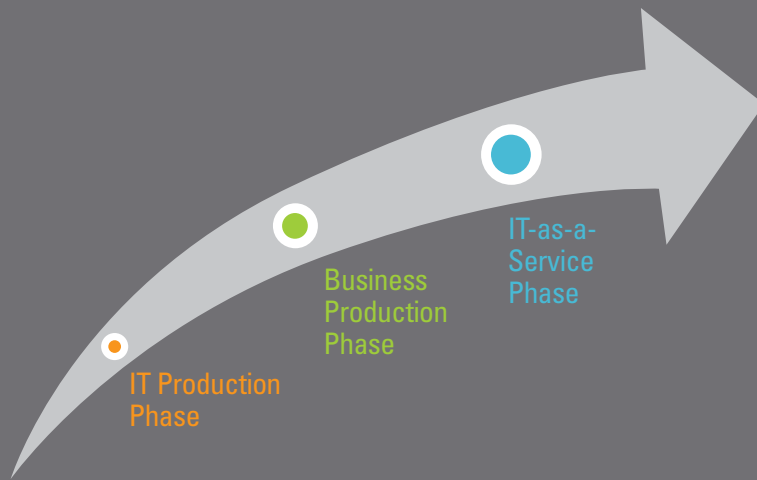 IT-as-a-
Service
Phase
Business
Production
Phase
IT Production
Phase